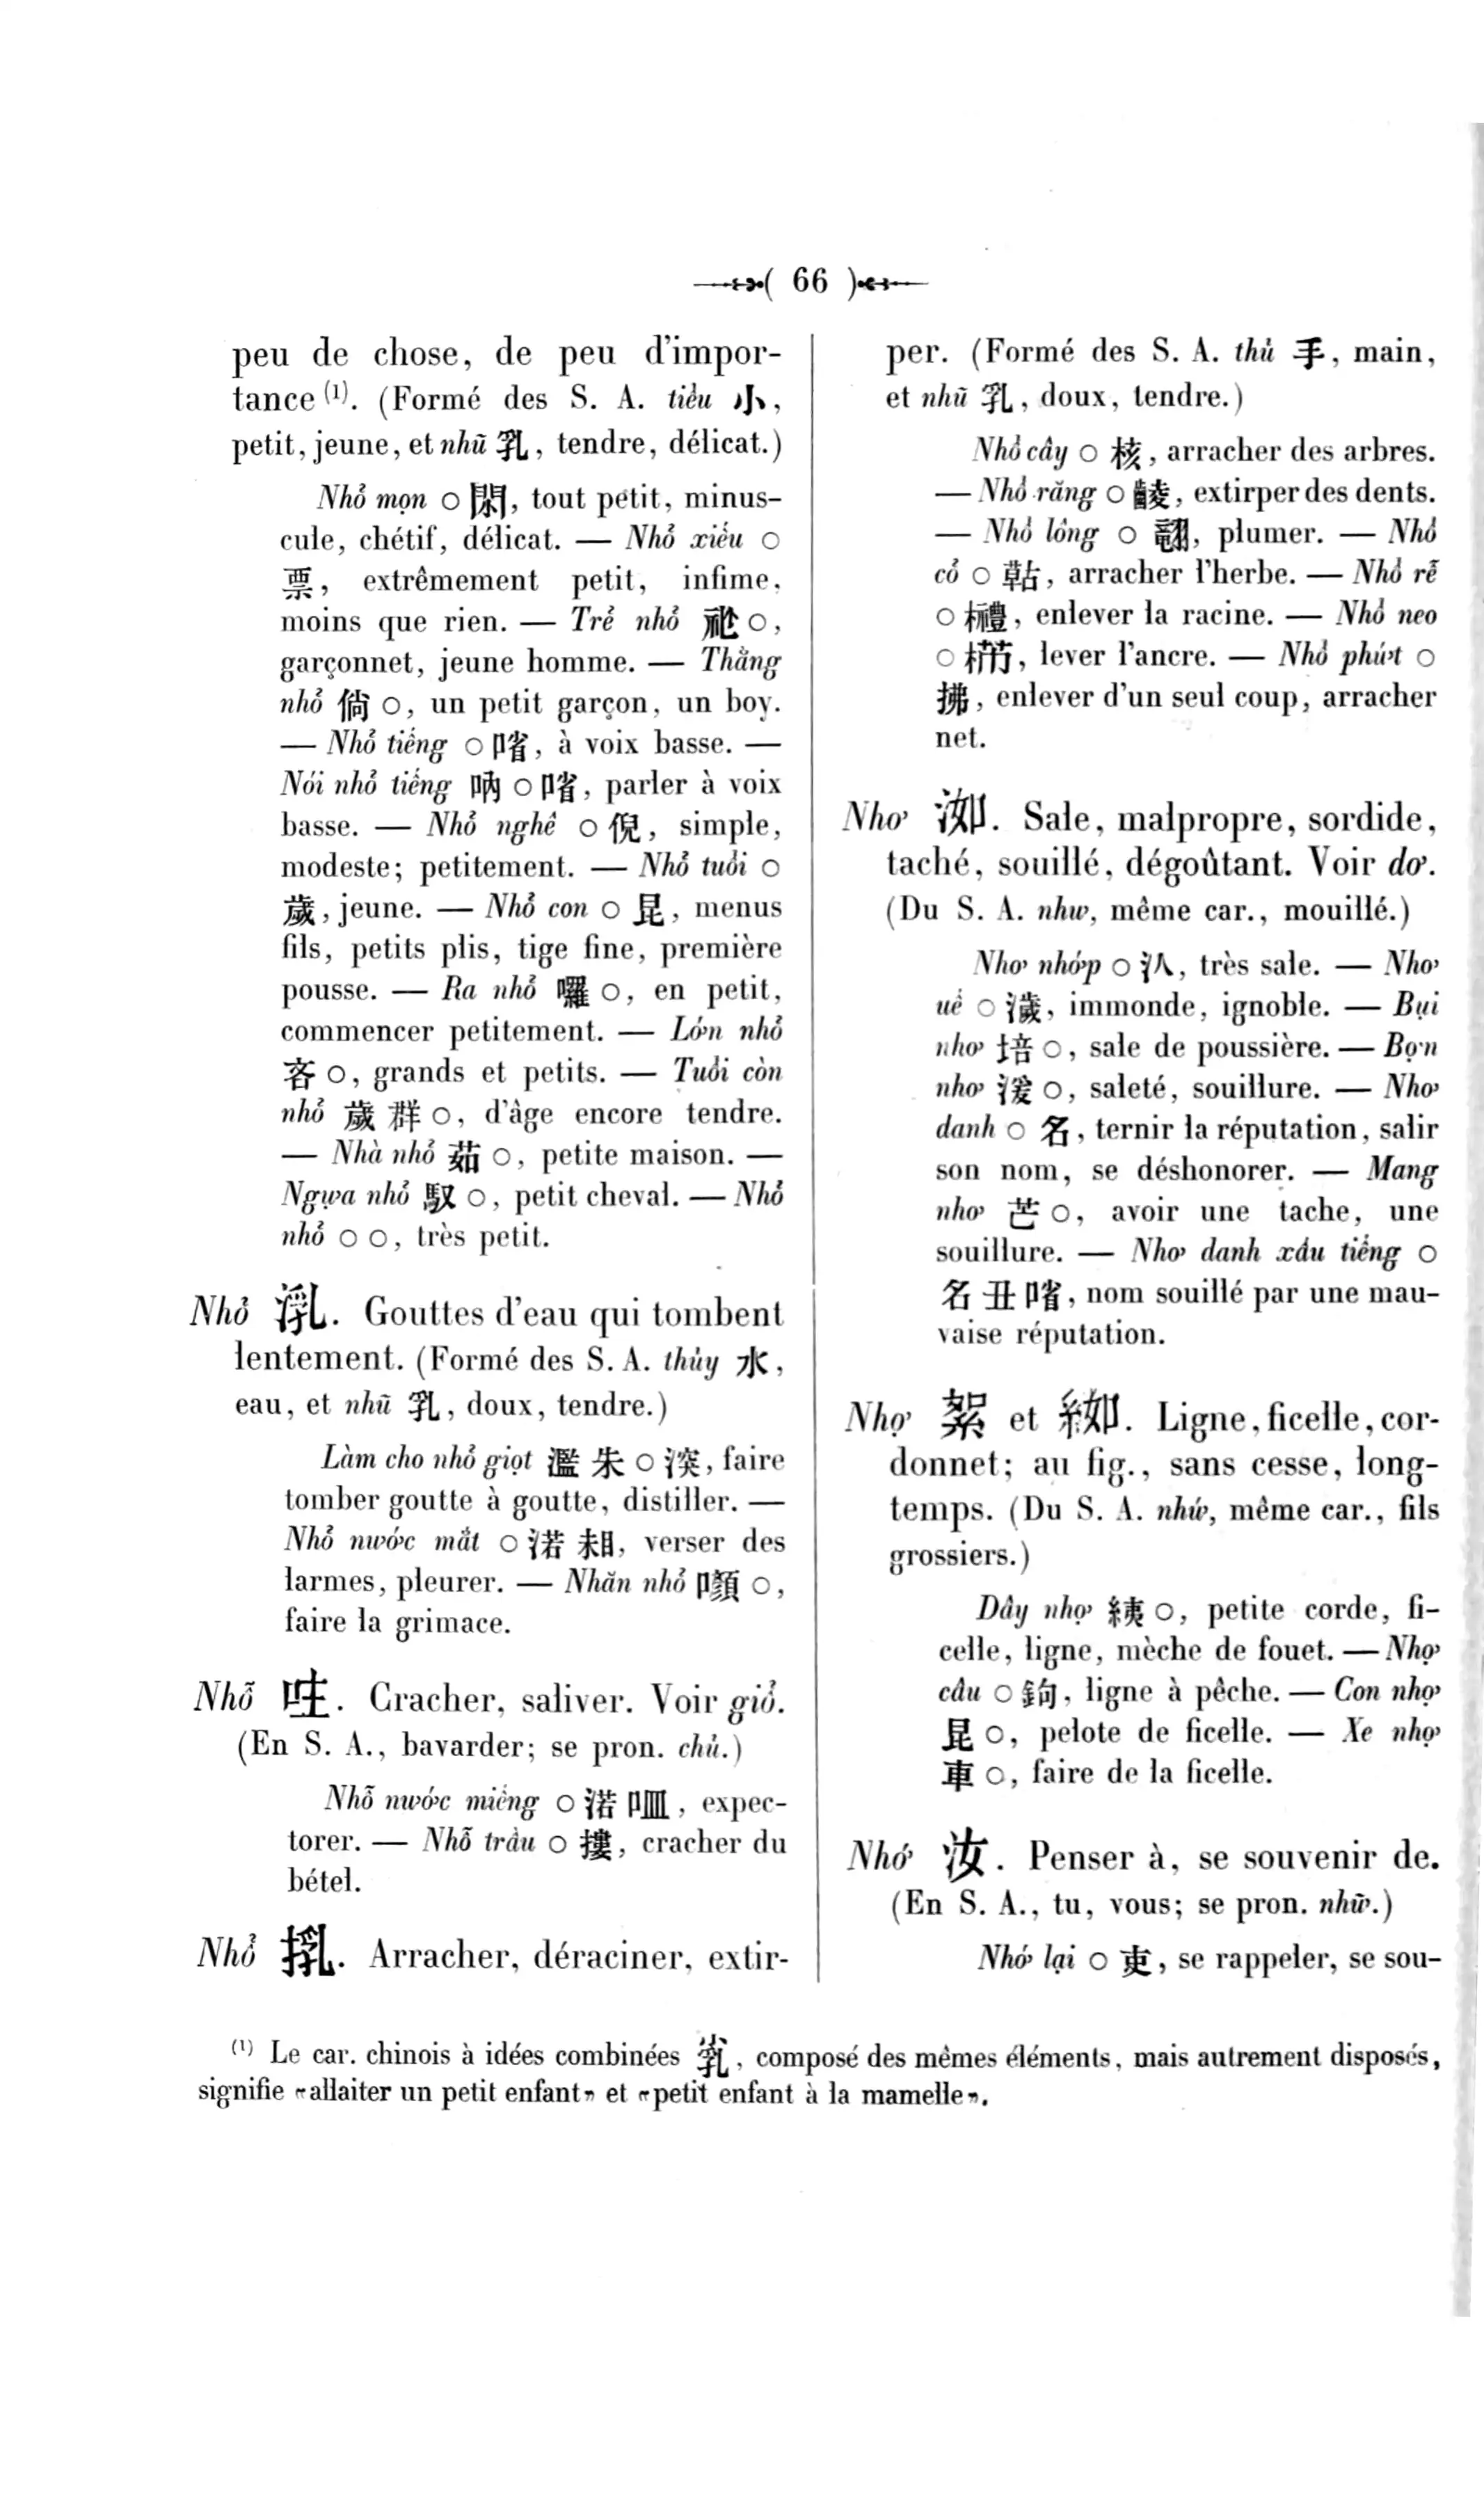 ( 66 )
peu de chose, de peu d'impor-
tance (1). (Formé des S. A. tiểu 小,
petit, jeune, et nhũ 乳, tendre, délicat.)
Nhỏ mọn ○ 閑, tout petit, minus-
cule, chétif, délicat. — Nhỏ xiếu ○
票, extrêmement petit, infime,
moins que rien. — Trẻ nhỏ ○,
garçonnet, jeune homme. — Thằng
nhỏ 倘 ○, un petit garçon, un boy.
— Nhỏ tiếng ○ 㗂, à voix basse. —
Nói nhỏ tiếng 吶 ○ 㗂, parler à voix
basse. — Nhỏ nghê ○ 倪, simple,
modeste; petitement. — Nhỏ tuổi ○
歲, jeune. — Nhỏ con ○ 昆, menus
fils, petits plis, tige fine, première
pousse. — Ra nhỏ 囉 ○, en petit,
commencer petitement. — Lớn nhỏ
吝 ○, grands et petits. — Tuổi còn
nhỏ 歲 群 ○, d'âge encore tendre.
— Nhà nhỏ 茹 ○, petite maison. —
Ngựa nhỏ 馭 ○, petit cheval. — Nhỏ
nhỏ ○ ○, très petit.
Nhỏ. Gouttes d'eau qui tombent
lentement. (Formé des S. A. thủy 水,
eau, et nhũ 乳, doux, tendre.)
Làm cho nhỏ giọt 濫 朱 ○ 湥, faire
tomber goutte à goutte, distiller. —
Nhỏ nước mắt ○ 渃 相, verser des
larmes, pleurer. — Nhăn nhỏ ○,
faire la grimace.
Nhỗ 𠰍. Cracher, saliver. Voir giổ.
(En S. A., bavarder; se pron. chủ.)
Nhỗ nước miếng ○ 渃 𠰘, expec-
torer. — Nhỗ trầu ○ 摟, cracher du
bétel.
Nhổ. Arracher, déraciner, extir-
per. (Formé des S. A. thủ 手, main,
et nhũ 乳, doux, tendre.)
Nhổ cây ○ 核, arracher des arbres.
— Nhổ răng ○, extirper des dents.
— Nhổ lông ○, plumer. — Nhổ
cỏ ○, arracher l'herbe. — Nhổ rễ
○, enlever la racine. — Nhổ neo
○, lever l'ancre. — Nhổ phứt ○
拂, enlever d'un seul coup, arracher
net.
Nhơ 洳. Sale, malpropre, sordide,
taché, souillé, dégoûtant. Voir dơ.
(Du S. A. như, même car., mouillé.)
Nhơ nhớp ○ 汃, très sale. — Nhơ
uế ○ 濊, immonde, ignoble. — Bụi
nhơ 培 ○, sale de poussière. — Bợn
nhơ 湲 ○, saleté, souillure. — Nhơ
danh ○ 名, ternir la réputation, salir
son nom, se déshonorer. — Mang
nhơ 芒 ○, avoir une tache, une
souillure. — Nhơ danh xấu tiếng ○
名 丑 㗂, nom souillé par une mau-
vaise réputation.
Nhợ 絮 et. Ligne, ficelle, cor-
donnet; au fig., sans cesse, long-
temps. (Du S. A. nhứ, même car., fils
grossiers.)
Dây nhợ 𦀊 ○, petite corde, fi-
celle, ligne, mèche de fouet. — Nhợ
câu ○ 鉤, ligne à pêche. — Con nhợ
昆 ○, pelote de ficelle. — Xe nhợ
車 ○, faire de la ficelle.
Nhớ 汝. Penser à, se souvenir de.
(En S. A., tu, vous; se pron. nhữ.)
Nhớ lại ○ 吏, se rappeler, se sou-
(1) Le car. chinois à idées combinées, composé des mêmes éléments, mais autrement disposés,
signifie «allaiter un petit enfant» et «petit enfant à la mamelle».